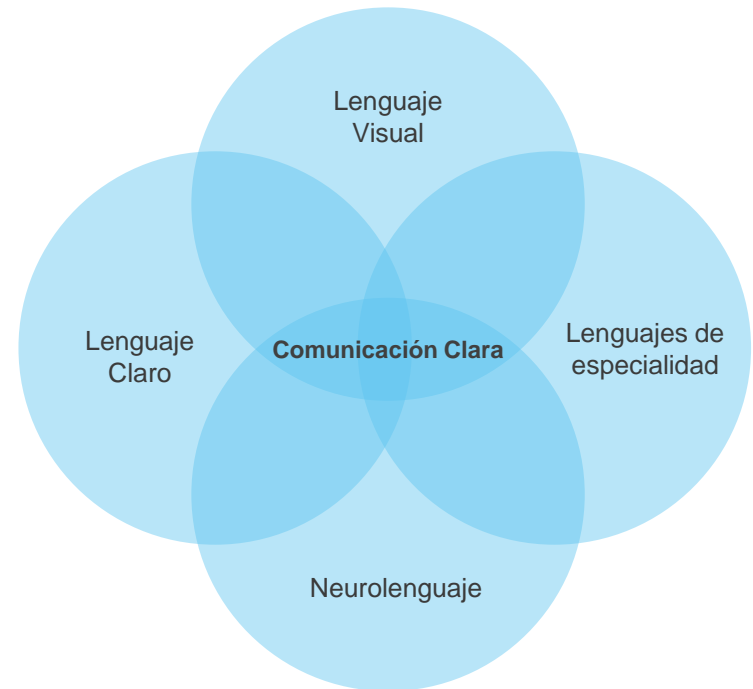 Lenguaje
Visual
Lenguaje
Claro
Comunicación Clara
Lenguajes de
especialidad
Neurolenguaje